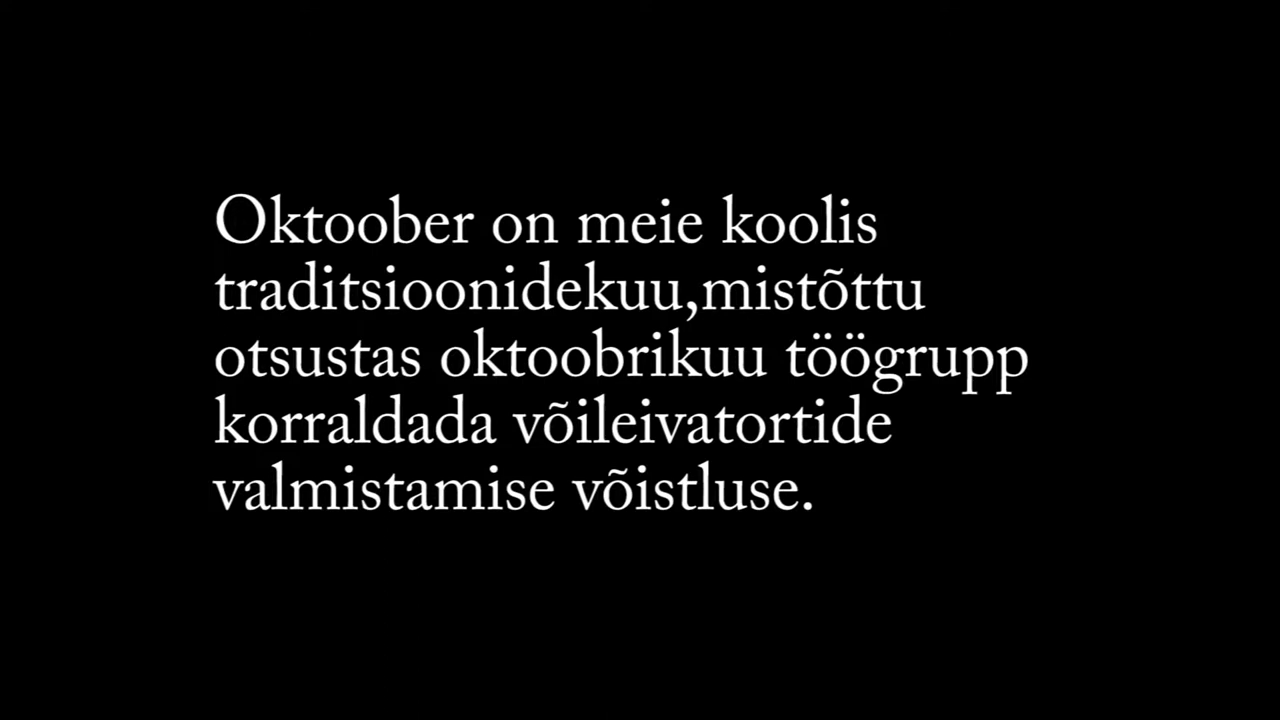 Oktoober on meie koolis
traditsioonidekuu,mistõttu
otsustas oktoobrikuu töögrupp
korraldada võileivatortide
valmistamise võistluse.